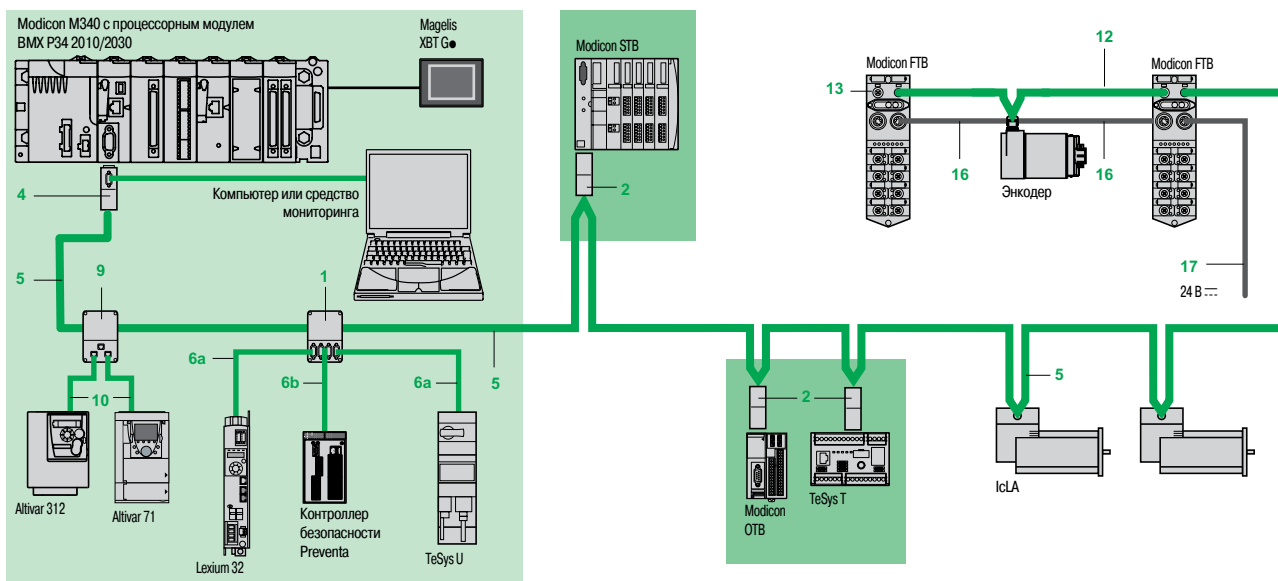 Modicon M340 с процессорным модулем
BMX P34 2010/2030
Magelis
XBT G●
Modicon STB
Modicon FTB
12
Modicon FTB
13
4
Компьютер или средство
мониторинга
2
16
Энкодер
16
5
9
1
17
24 В
6a
6b
6a
5
10
2
5
Altivar 312
Altivar 71
Lexium 32
Контроллер
безопасности
Preventa
TeSys U
Modicon
OTB
TeSys T
IcLA